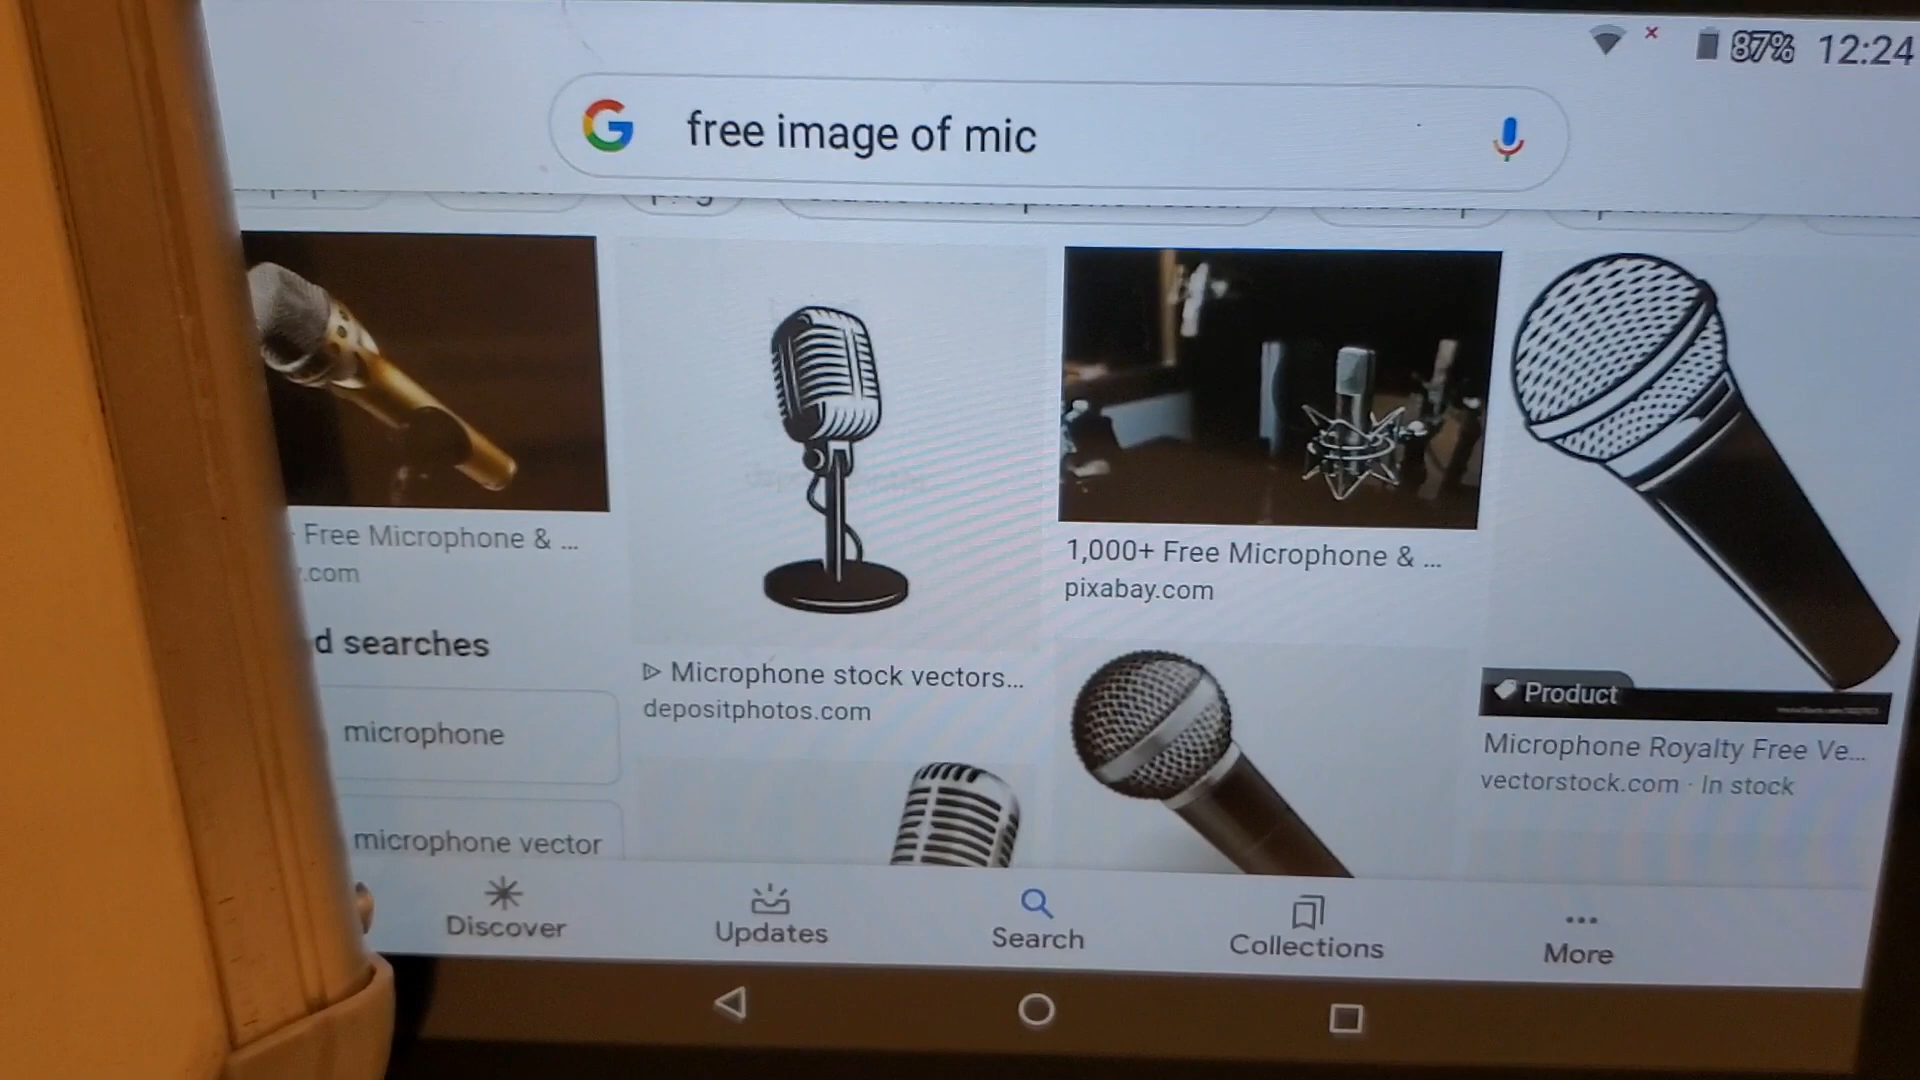 87% 12:24
free image of mic
png
Free Microphone & ...
.com
d searches
microphone
microphone vector
Microphone stock vectors...
depositphotos.com
1,000+ Free Microphone & ...
pixabay.com
Product
Microphone Royalty Free Ve...
vectorstock.com · In stock
Discover
Updates
Search
Collections
More